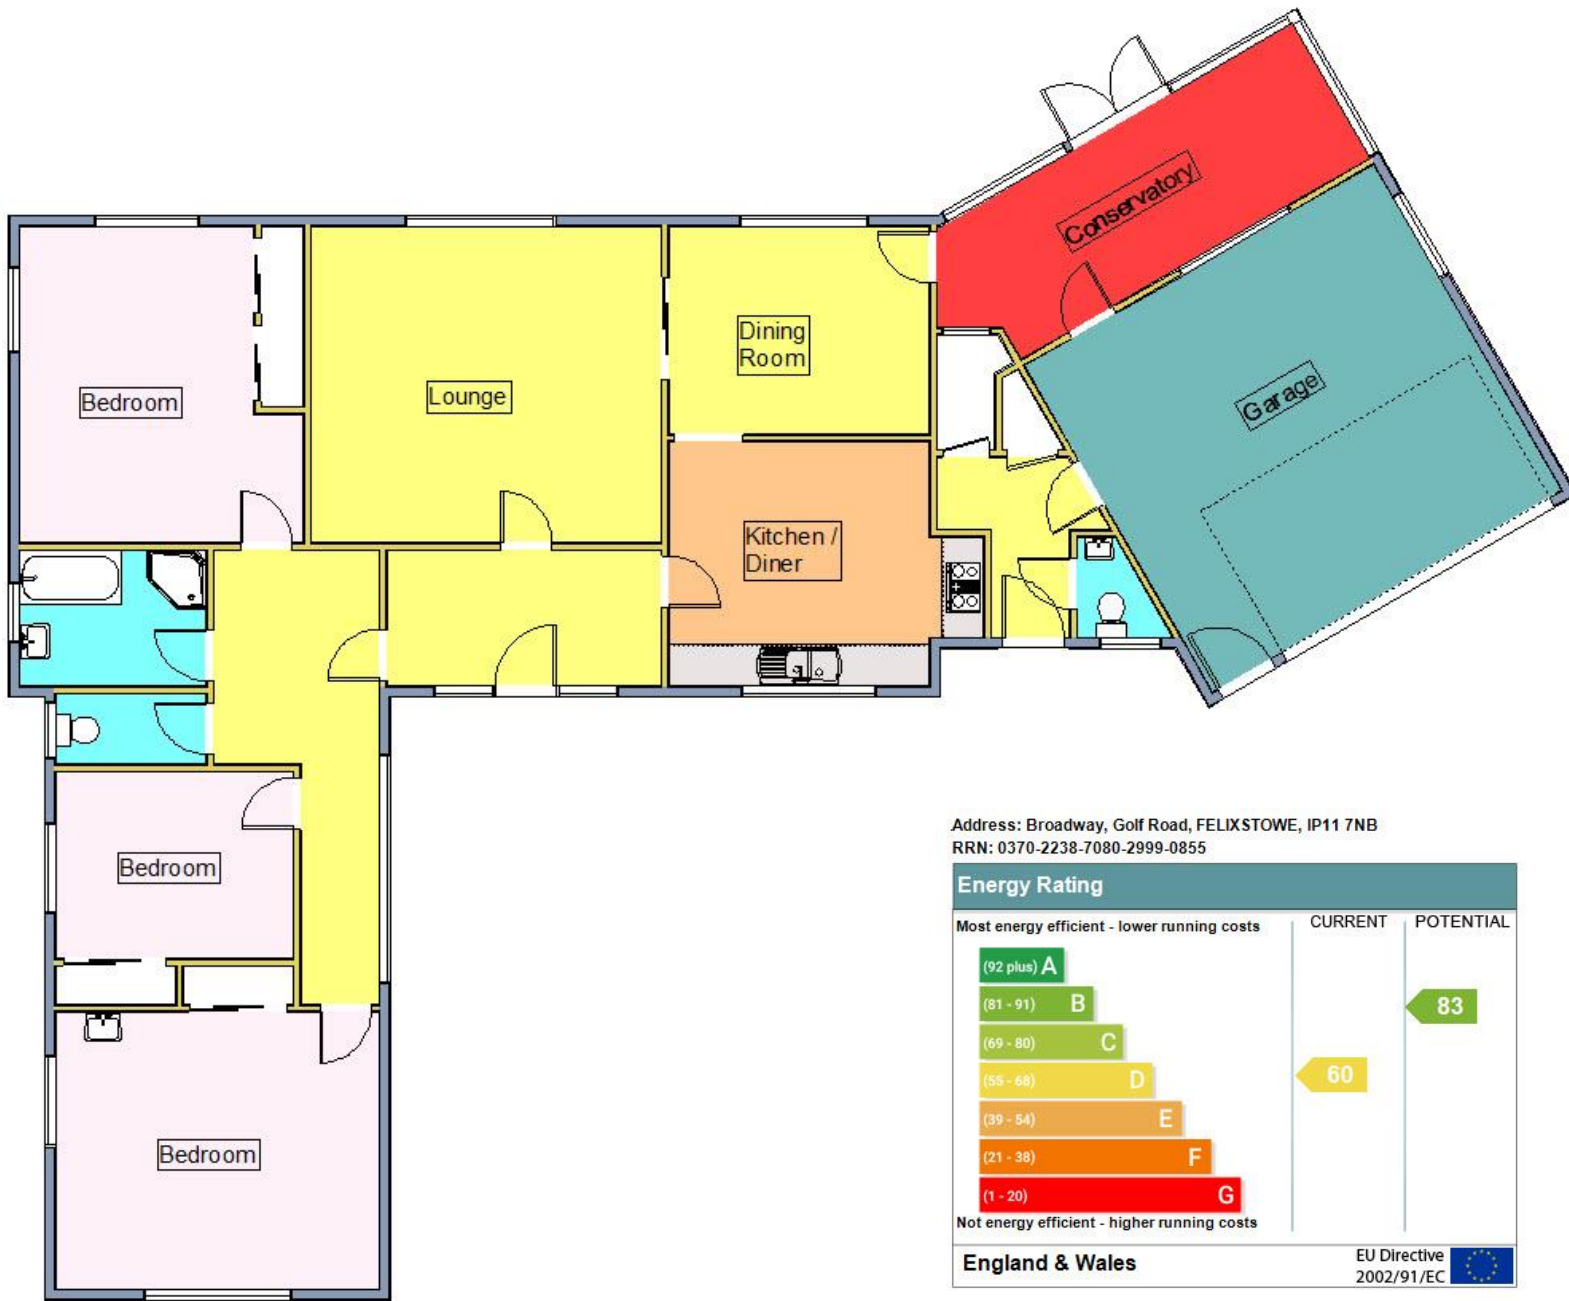 Conservatory
Dining
Room
Bedroom
Lounge
Garage
Kitchen /
Diner
Bedroom
Bedroom
Address: Broadway, Golf Road, FELIXSTOWE, IP11 7NB
RRN: 0370-2238-7080-2999-0855
Energy Rating
Most energy efficient - lower running costs
CURRENT
POTENTIAL
(92 plus) A
(81 - 91) B
83
(69 - 80) C
(55 - 68) D
60
(39 - 54) E
(21 - 38) F
(1 - 20) G
Not energy efficient - higher running costs
England & Wales
EU Directive
2002/91/EC